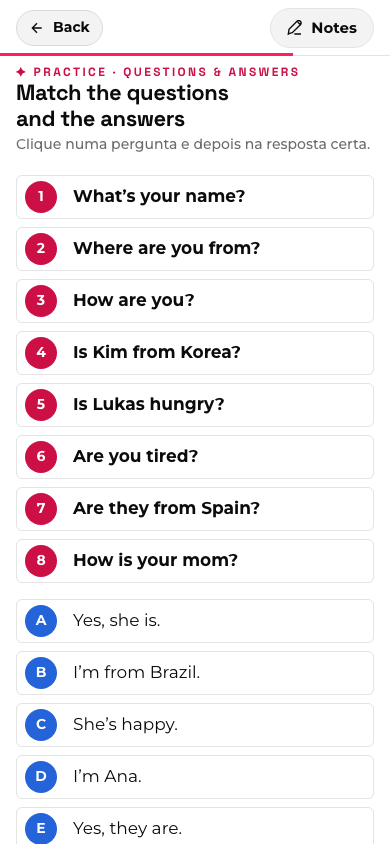 ← Back
Notes
✦ PRACTICE · QUESTIONS & ANSWERS
Match the questions
and the answers
Clique numa pergunta e depois na resposta certa.
1 What's your name?
2 Where are you from?
3 How are you?
4 Is Kim from Korea?
5 Is Lukas hungry?
6 Are you tired?
7 Are they from Spain?
8 How is your mom?
A Yes, she is.
B I'm from Brazil.
C She's happy.
D I'm Ana.
E Yes, they are.